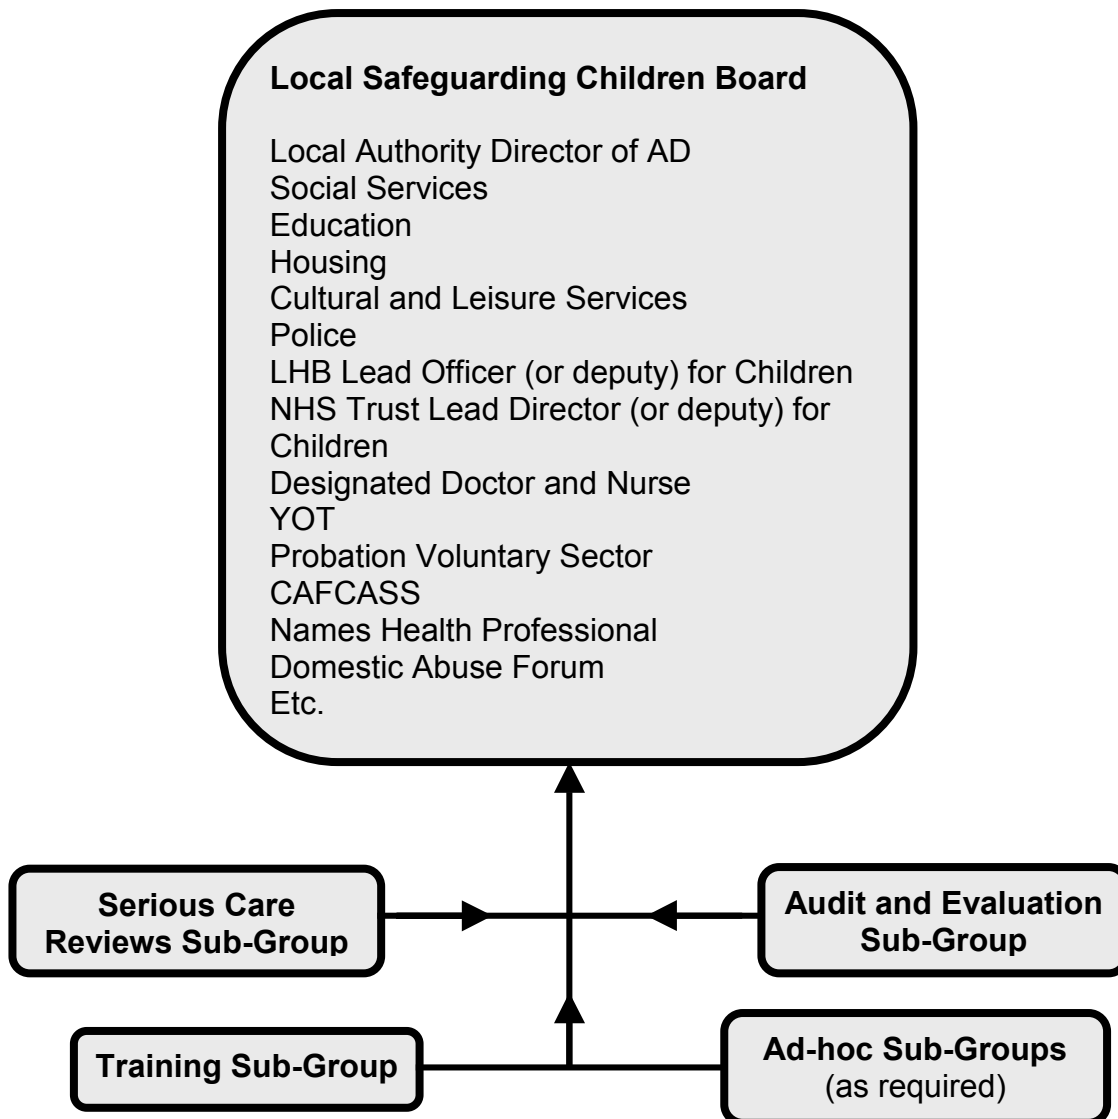 Local Safeguarding Children Board
Local Authority Director of AD
Social Services
Education
Housing
Cultural and Leisure Services
Police
LHB Lead Officer (or deputy) for Children
NHS Trust Lead Director (or deputy) for
Children
Designated Doctor and Nurse
YOT
Probation Voluntary Sector
CAFCASS
Names Health Professional
Domestic Abuse Forum
Etc.
Serious Care
Reviews Sub-Group
Audit and Evaluation
Sub-Group
Training Sub-Group
Ad-hoc Sub-Groups
(as required)